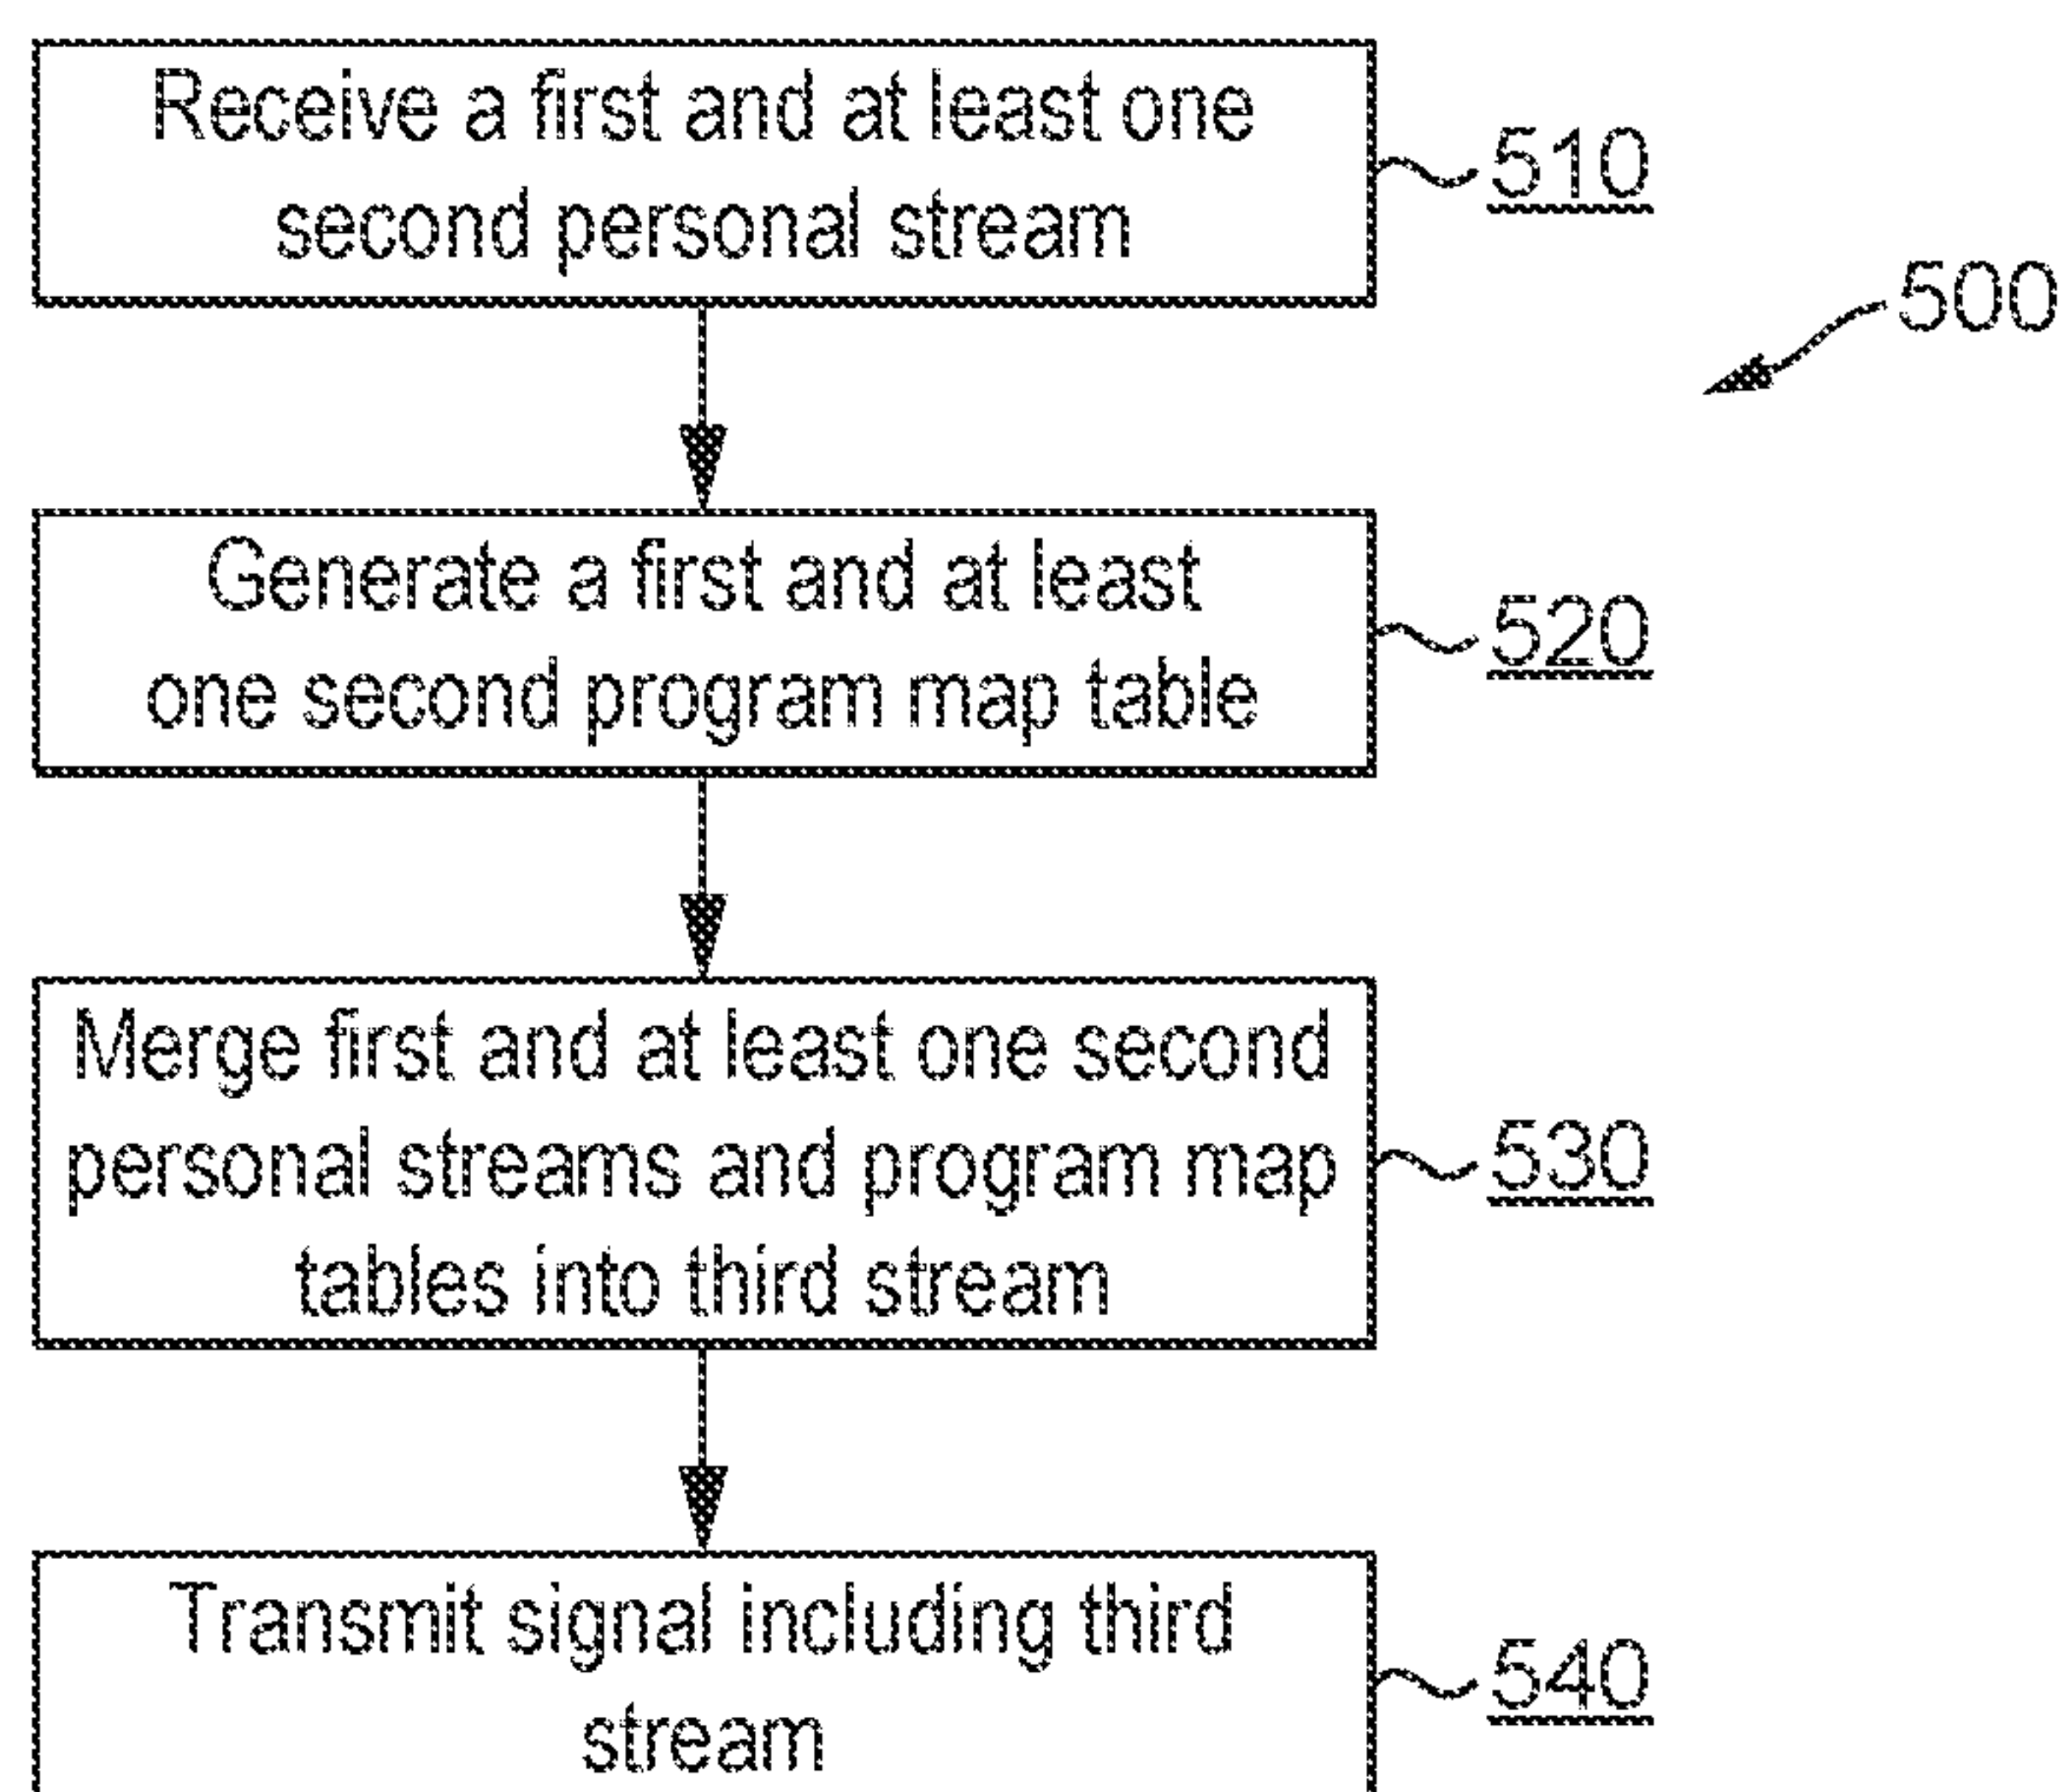 Receive a first and at least one
second personal stream
510
500
Generate a first and at least
one second program map table
520
Merge first and at least one second
personal streams and program map
tables into third stream
530
Transmit signal including third
stream
540